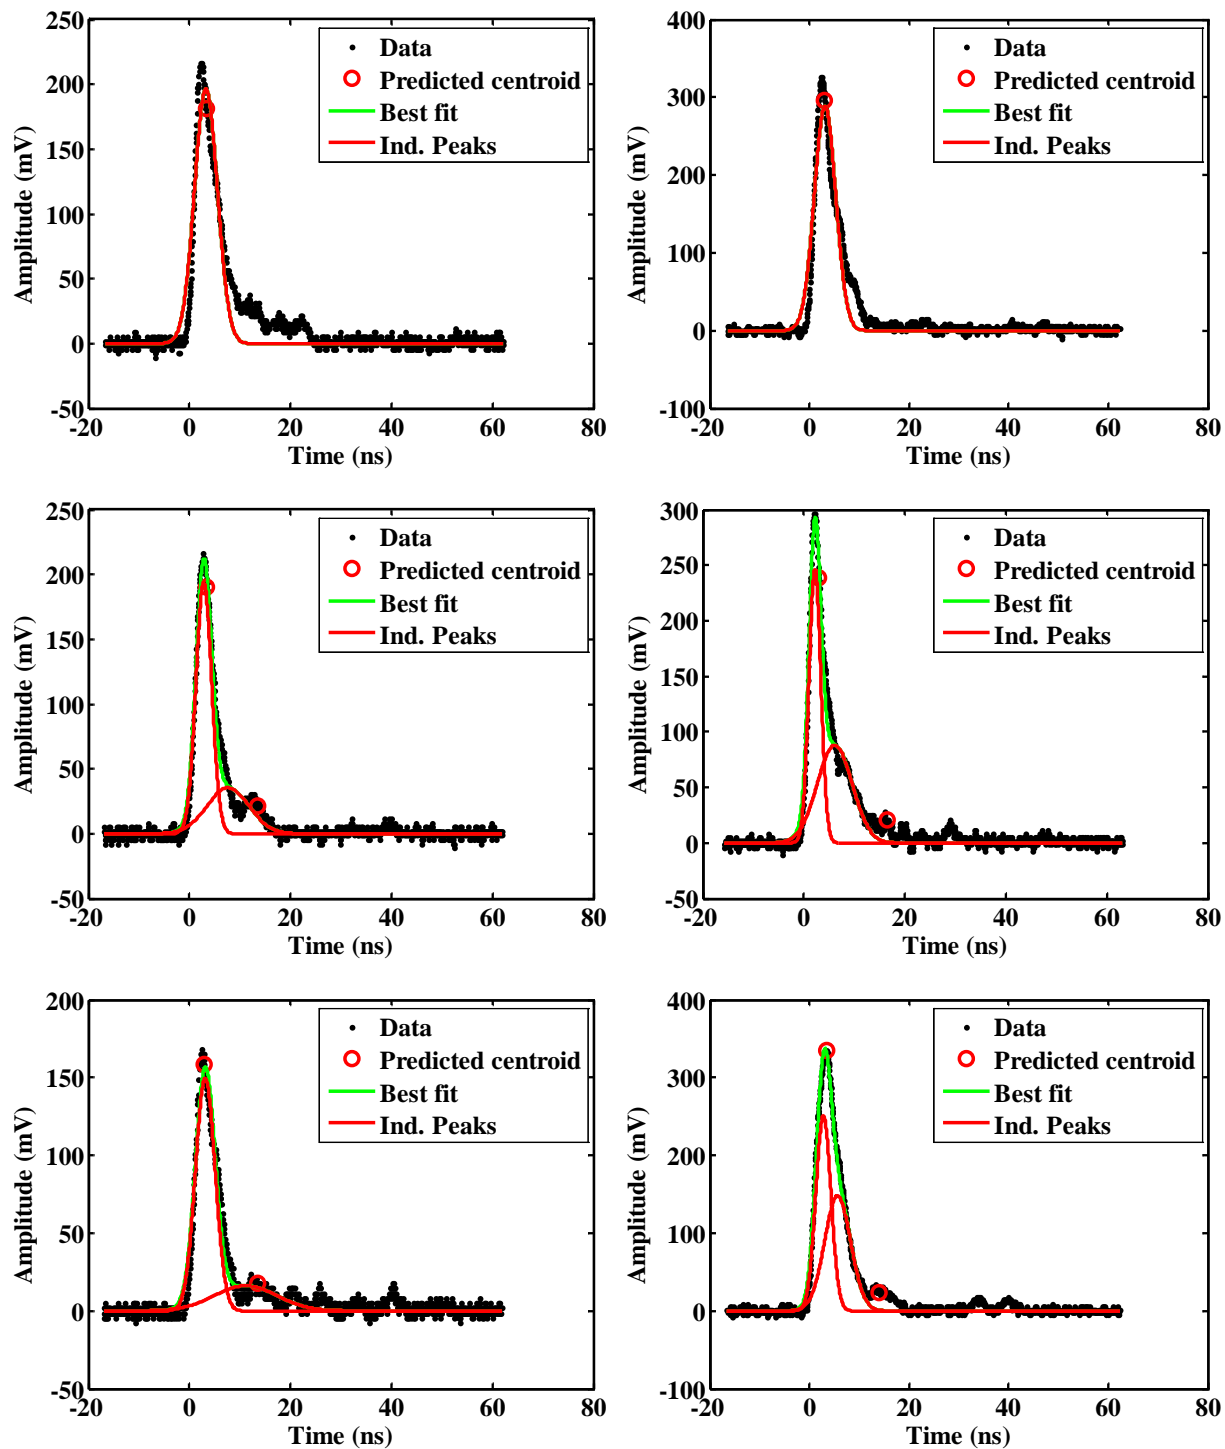 250
200
150
100
50
0
-50
-20 0 20 40 60 80
Amplitude (mV)
Time (ns)
Data
Predicted centroid
Best fit
Ind. Peaks
400
300
200
100
0
-100
-20 0 20 40 60 80
Amplitude (mV)
Time (ns)
Data
Predicted centroid
Best fit
Ind. Peaks
250
200
150
100
50
0
-50
-20 0 20 40 60 80
Amplitude (mV)
Time (ns)
Data
Predicted centroid
Best fit
Ind. Peaks
300
250
200
150
100
50
0
-50
-20 0 20 40 60 80
Amplitude (mV)
Time (ns)
Data
Predicted centroid
Best fit
Ind. Peaks
200
150
100
50
0
-50
-20 0 20 40 60 80
Amplitude (mV)
Time (ns)
Data
Predicted centroid
Best fit
Ind. Peaks
400
300
200
100
0
-100
-20 0 20 40 60 80
Amplitude (mV)
Time (ns)
Data
Predicted centroid
Best fit
Ind. Peaks